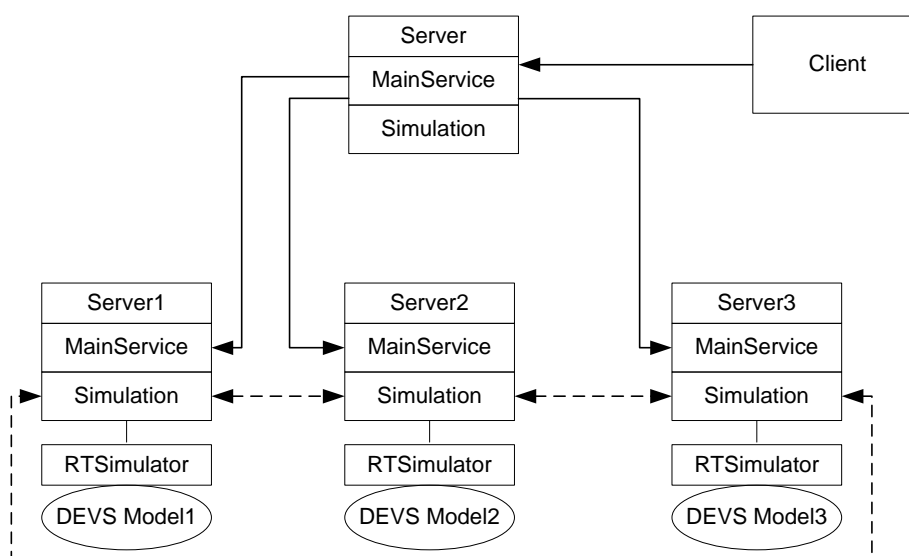 Server
MainService
Simulation
Client
Server1
MainService
Simulation
RTSimulator
DEVS Model1
Server2
MainService
Simulation
RTSimulator
DEVS Model2
Server3
MainService
Simulation
RTSimulator
DEVS Model3